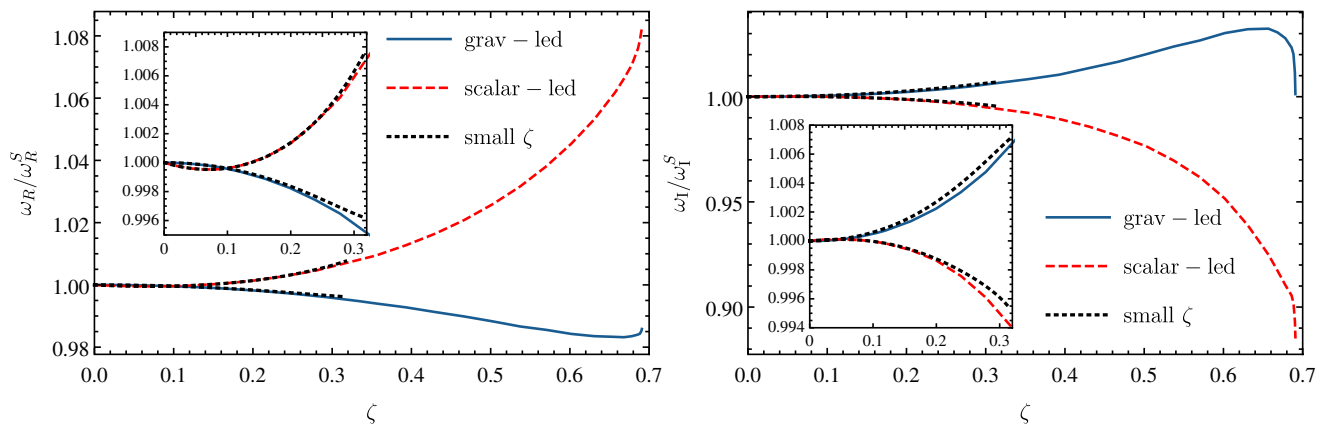 1.08
1.06
1.04
1.02
1.00
0.98
ω_R/ω_R^S
0.0 0.1 0.2 0.3 0.4 0.5 0.6 0.7
ζ
1.008
1.006
1.004
1.002
1.000
0.998
0.996
0 0.1 0.2 0.3
grav − led
scalar − led
small ζ
1.00
0.95
0.90
ω_I/ω_I^S
0.0 0.1 0.2 0.3 0.4 0.5 0.6 0.7
ζ
1.008
1.006
1.004
1.002
1.000
0.998
0.996
0.994
0 0.1 0.2 0.3
grav − led
scalar − led
small ζ